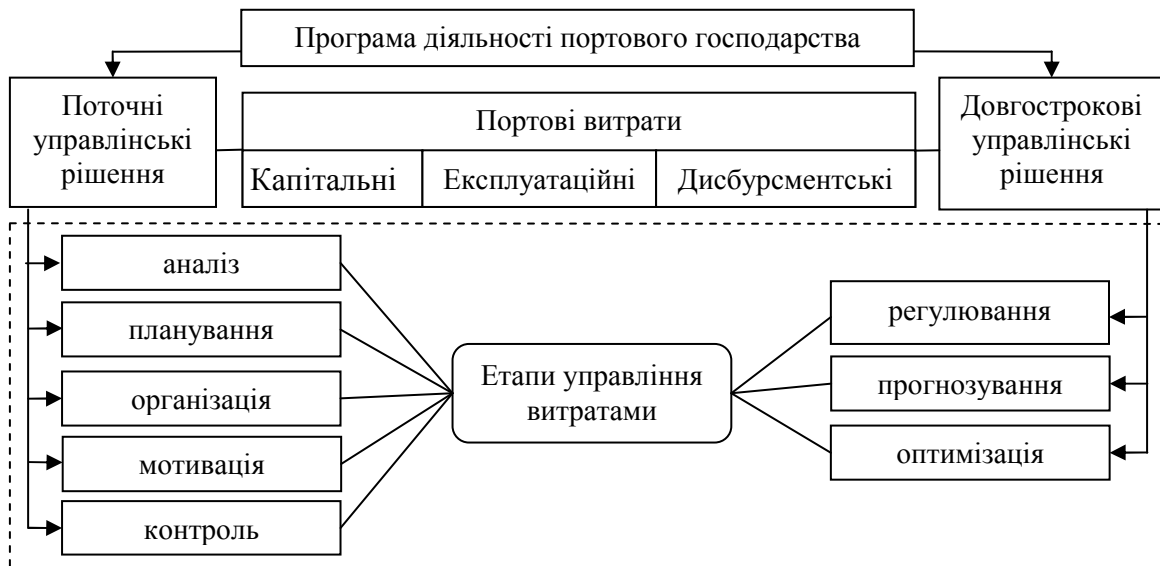 Програма діяльності портового господарства
Поточні
управлінські
рішення
Портові витрати
Капітальні
Експлуатаційні
Дисбурсментські
Довгострокові
управлінські
рішення
аналіз
планування
організація
мотивація
контроль
Етапи управління
витратами
регулювання
прогнозування
оптимізація